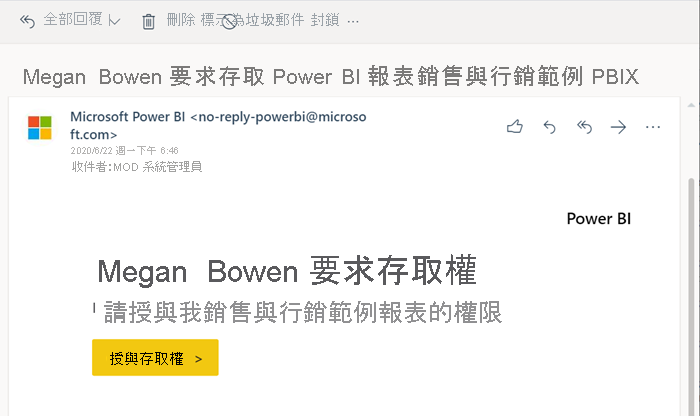 全部回覆 刪除 標示為垃圾郵件 封鎖 ...
Megan Bowen 要求存取 Power BI 報表銷售與行銷範例 PBIX
Microsoft Power BI <no-reply-powerbi@microso
ft.com>
2020/6/22 週一下午 6:46
收件者:MOD 系統管理員
Power BI
Megan Bowen 要求存取權
' 請授與我銷售與行銷範例報表的權限
授與存取權 >